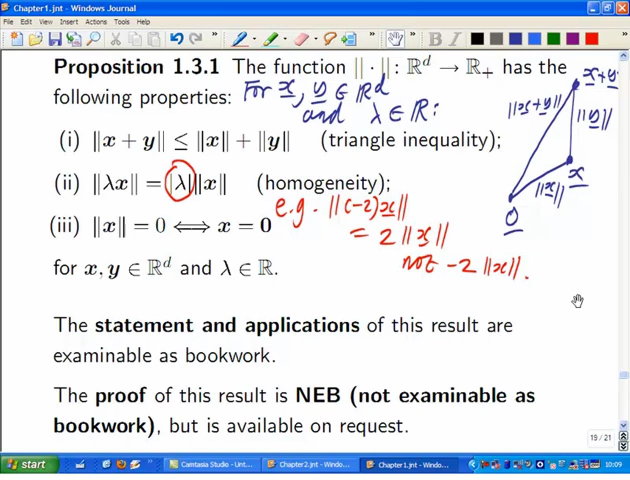 Chapter1.jnt - Windows Journal
File Edit View Insert Actions Tools Help
B I
Proposition 1.3.1 The function || · ||: ℝᵈ → ℝ₊ has the
following properties: For x, y ∈ ℝᵈ
and λ ∈ ℝ:
(i) ||x + y|| ≤ ||x|| + ||y|| (triangle inequality);
(ii) ||λx|| = |λ|||x|| (homogeneity);
e.g. ||(-2)x||
(iii) ||x|| = 0 ⟺ x = 0
= 2 ||x||
not -2 ||x||.
for x, y ∈ ℝᵈ and λ ∈ ℝ.
x+y
||x+y||
||y||
x
||x||
0
The statement and applications of this result are
examinable as bookwork.
The proof of this result is NEB (not examinable as
bookwork), but is available on request.
19 / 21
start
Camtasia Studio - Unt...
Chapter2.jnt - Windo...
Chapter1.jnt - Windo...
10:09